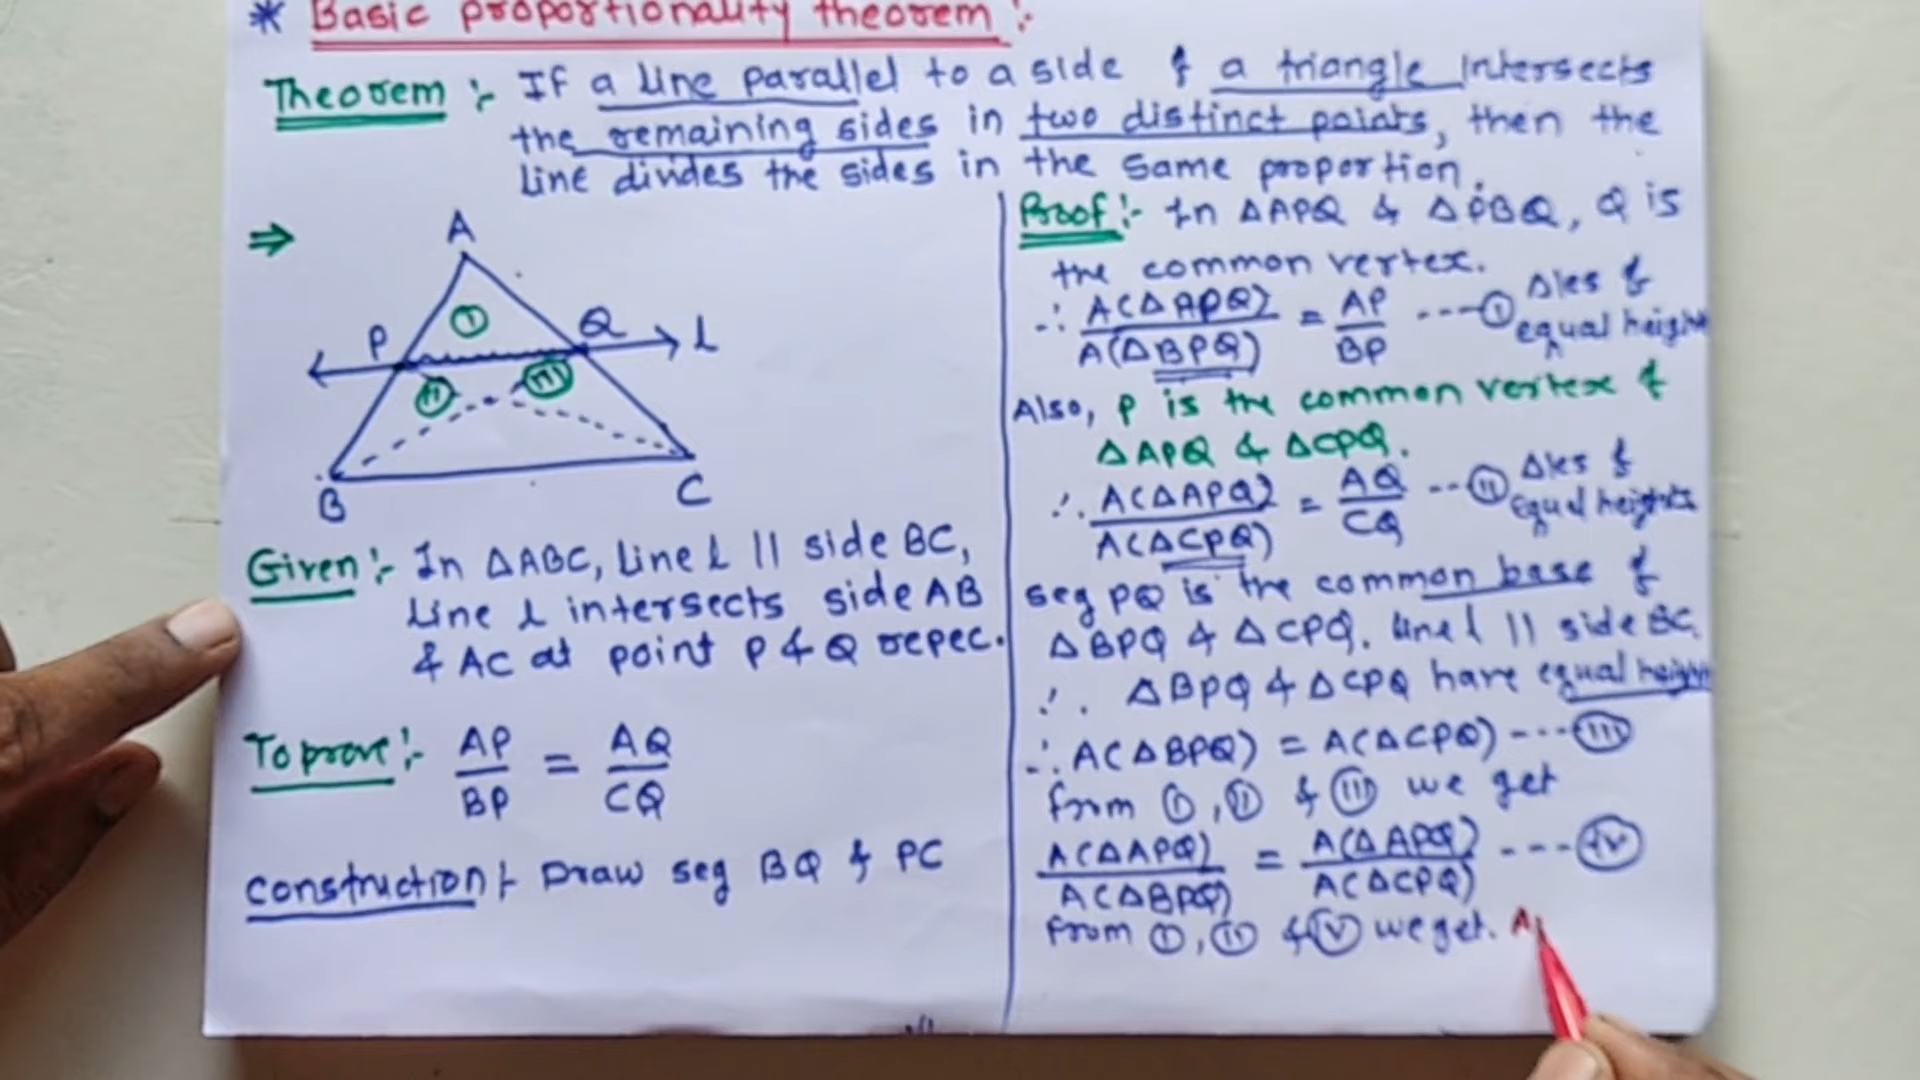 * Basic proportionality theorem :-
Theorem :- If a line parallel to a side of a triangle intersects
the remaining sides in two distinct points, then the
line divides the sides in the same proportion.
⇒
A
P
Q
l
I
II
III
B
C
Given :- In ΔABC, Line l || side BC,
Line l intersects side AB
& AC at point P & Q repec.
To prove :- AP/BP = AQ/CQ
Construction :- Draw seg BQ & PC
Proof :- In ΔAPQ & ΔPBQ, Q is
the common vertex.
∴ A(ΔAPQ)/A(ΔBPQ) = AP/BP ----I Δles of equal height
Also, P is the common vertex of
ΔAPQ & ΔCPQ.
∴ A(ΔAPQ)/A(ΔCPQ) = AQ/CQ --II Δles of Equal heights
seg PQ is the common base of
ΔBPQ & ΔCPQ. line l || side BC.
∴ ΔBPQ & ΔCPQ have equal height
∴ A(ΔBPQ) = A(ΔCPQ) ---III
from I, II & III we get
A(ΔAPQ)/A(ΔBPQ) = A(ΔAPQ)/A(ΔCPQ) ---IV
from I, II & IV we get. A